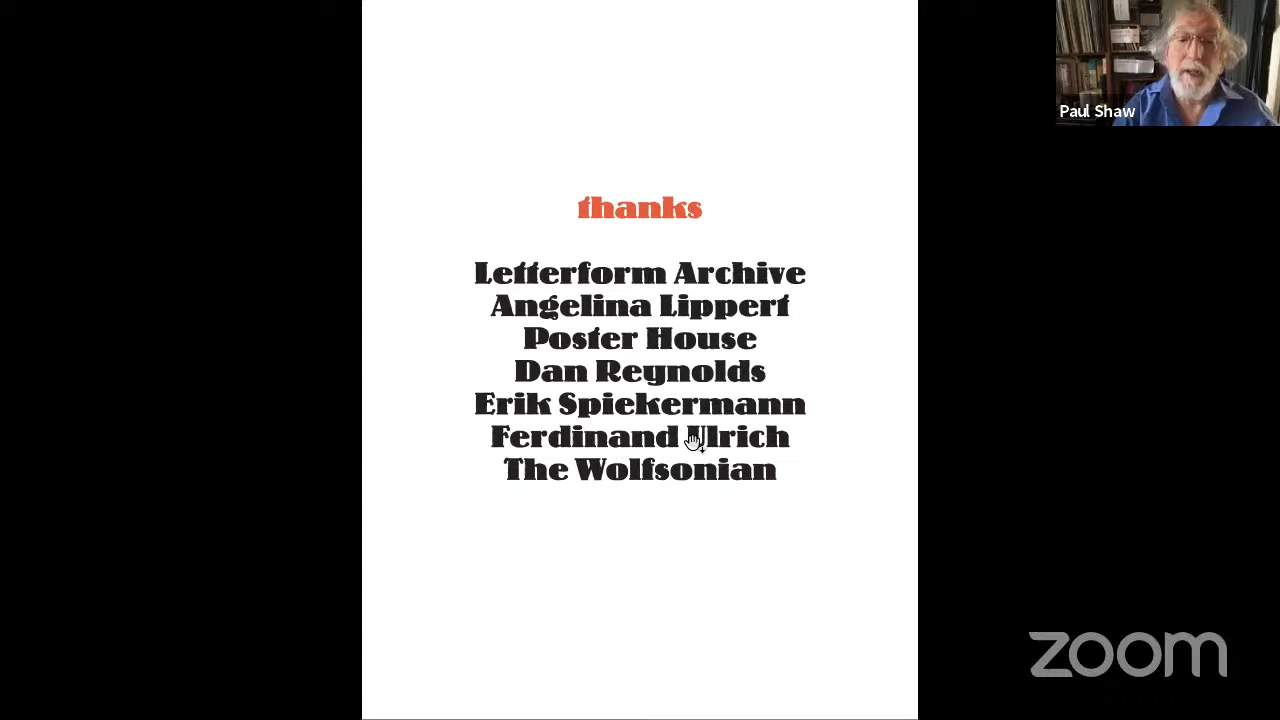 Paul Shaw
thanks
Letterform Archive
Angelina Lippert
Poster House
Dan Reynolds
Erik Spiekermann
Ferdinand Ulrich
The Wolfsonian
zoom